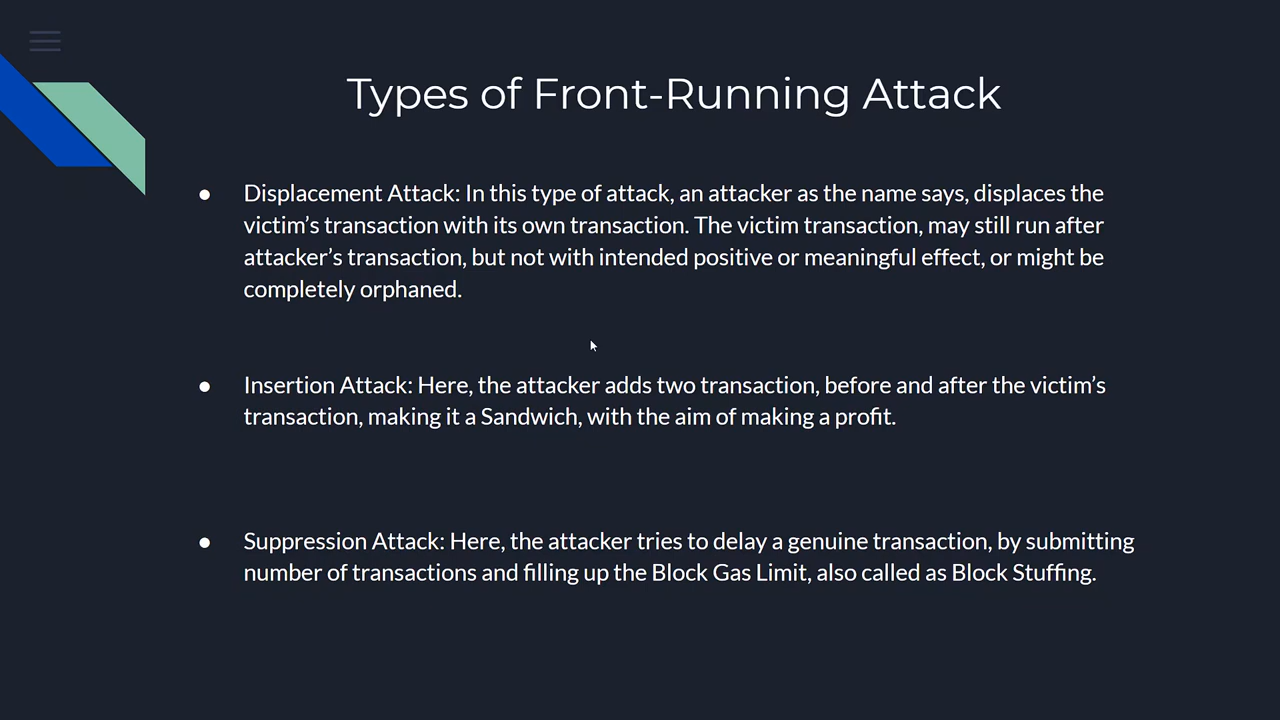 Types of Front-Running Attack
● Displacement Attack: In this type of attack, an attacker as the name says, displaces the
victim’s transaction with its own transaction. The victim transaction, may still run after
attacker’s transaction, but not with intended positive or meaningful effect, or might be
completely orphaned.
● Insertion Attack: Here, the attacker adds two transaction, before and after the victim’s
transaction, making it a Sandwich, with the aim of making a profit.
● Suppression Attack: Here, the attacker tries to delay a genuine transaction, by submitting
number of transactions and filling up the Block Gas Limit, also called as Block Stuffing.